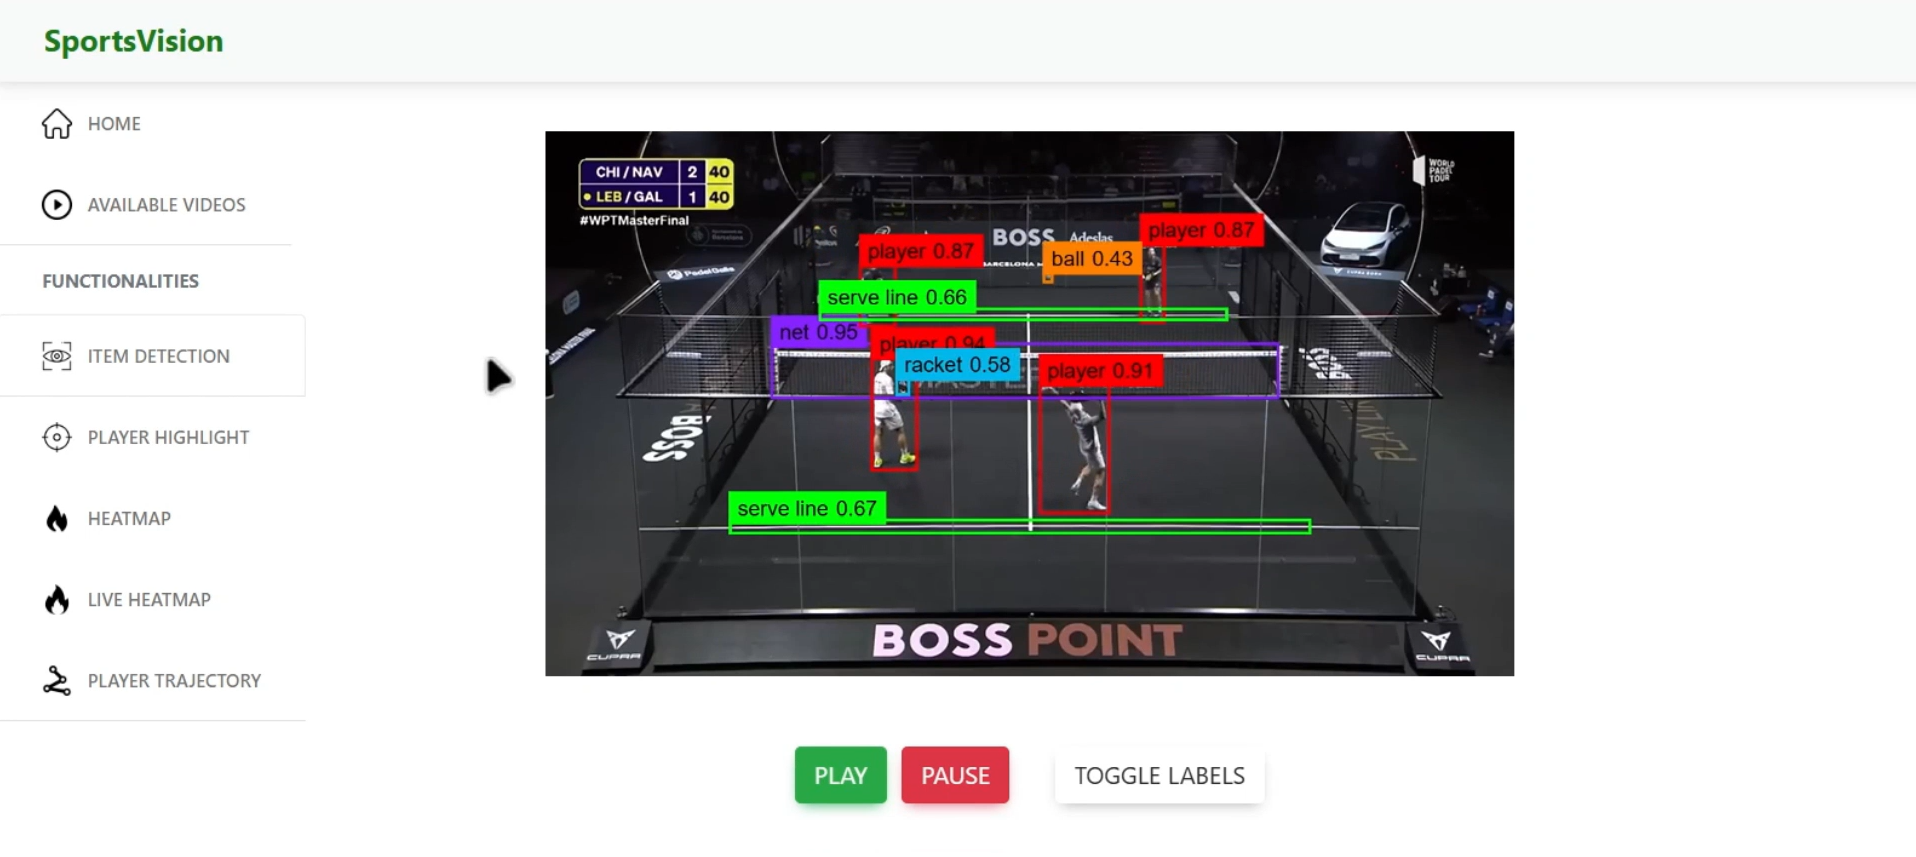 SportsVision
HOME
AVAILABLE VIDEOS
FUNCTIONALITIES
ITEM DETECTION
PLAYER HIGHLIGHT
HEATMAP
LIVE HEATMAP
PLAYER TRAJECTORY
CHI / NAV 2 40
LEB / GAL 1 40
#WPTMasterFinal
WORLD
PADEL
TOUR
BOSS
Adeslas
player 0.87
player 0.87
ball 0.43
serve line 0.66
net 0.95
player 0.94
racket 0.58
player 0.91
BOSS
serve line 0.67
BOSS POINT
CUPRA
CUPRA
PLAY
PAUSE
TOGGLE LABELS